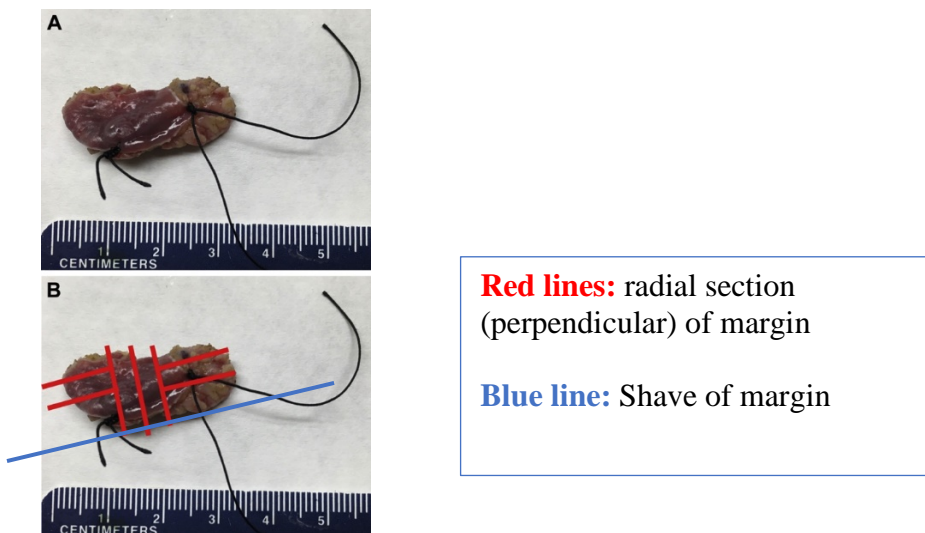 A
1 2 3 4 5
CENTIMETERS
B
1 2 3 4 5
CENTIMETERS
Red lines: radial section
(perpendicular) of margin
Blue line: Shave of margin